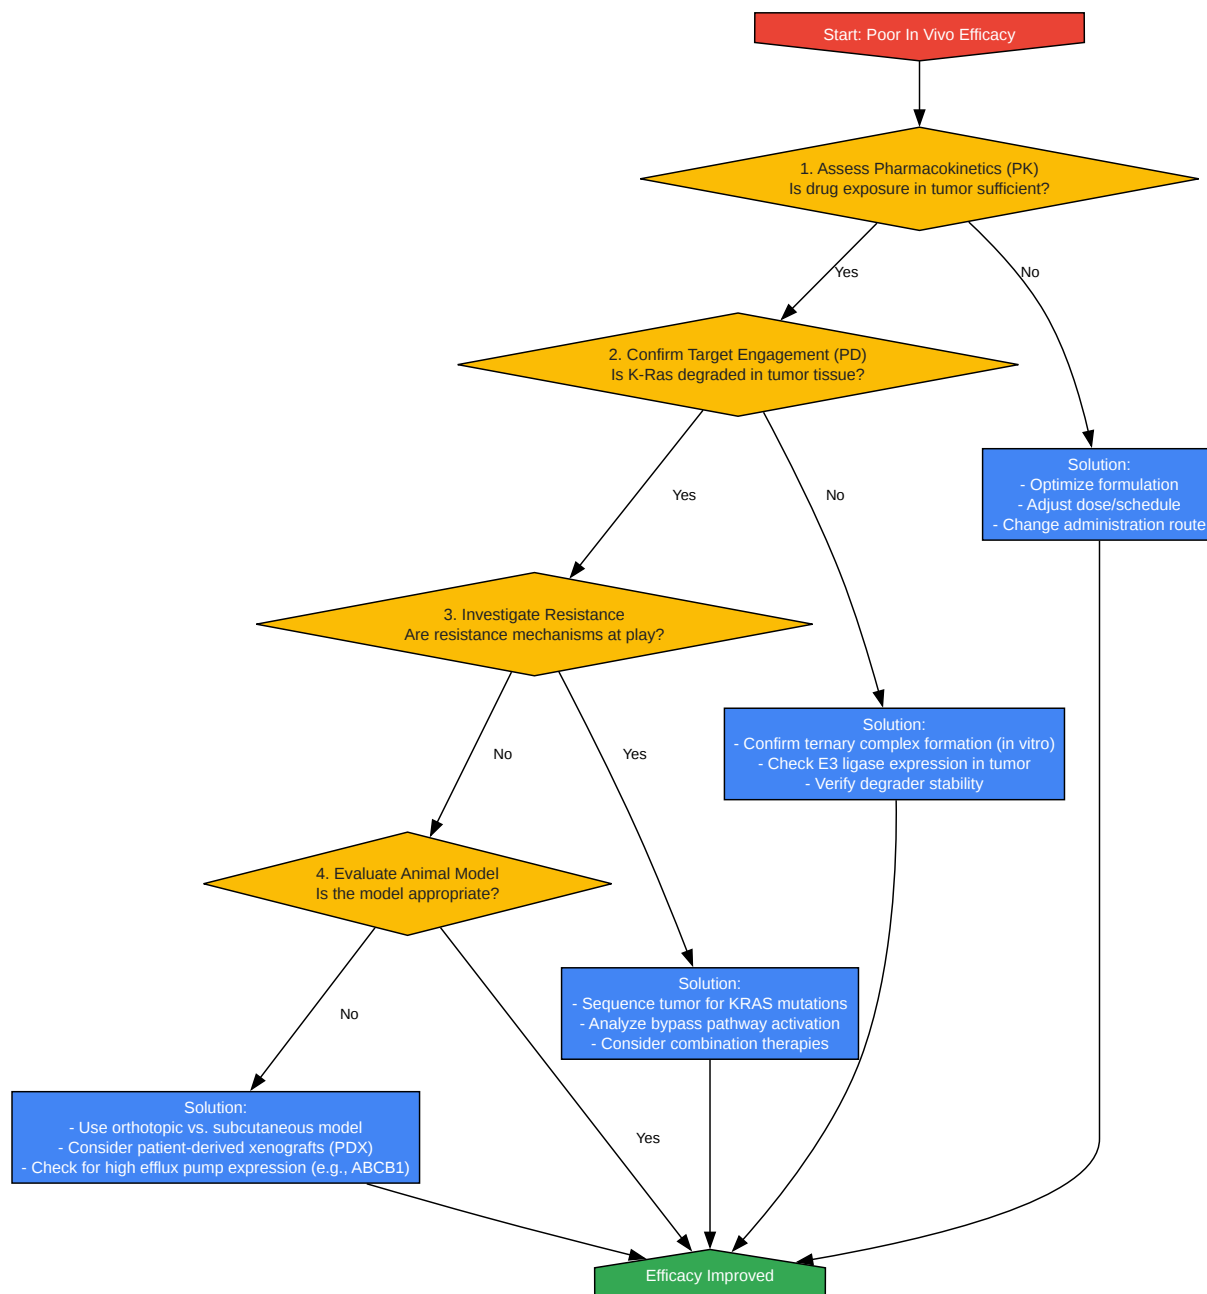 Start: Poor In Vivo Efficacy
1. Assess Pharmacokinetics (PK)
Is drug exposure in tumor sufficient?
Yes
No
2. Confirm Target Engagement (PD)
Is K-Ras degraded in tumor tissue?
Solution:
- Optimize formulation
- Adjust dose/schedule
- Change administration route
Yes
No
3. Investigate Resistance
Are resistance mechanisms at play?
Solution:
- Confirm ternary complex formation (in vitro)
- Check E3 ligase expression in tumor
- Verify degrader stability
No
Yes
4. Evaluate Animal Model
Is the model appropriate?
Solution:
- Sequence tumor for KRAS mutations
- Analyze bypass pathway activation
- Consider combination therapies
No
Yes
Solution:
- Use orthotopic vs. subcutaneous model
- Consider patient-derived xenografts (PDX)
- Check for high efflux pump expression (e.g., ABCB1)
Efficacy Improved